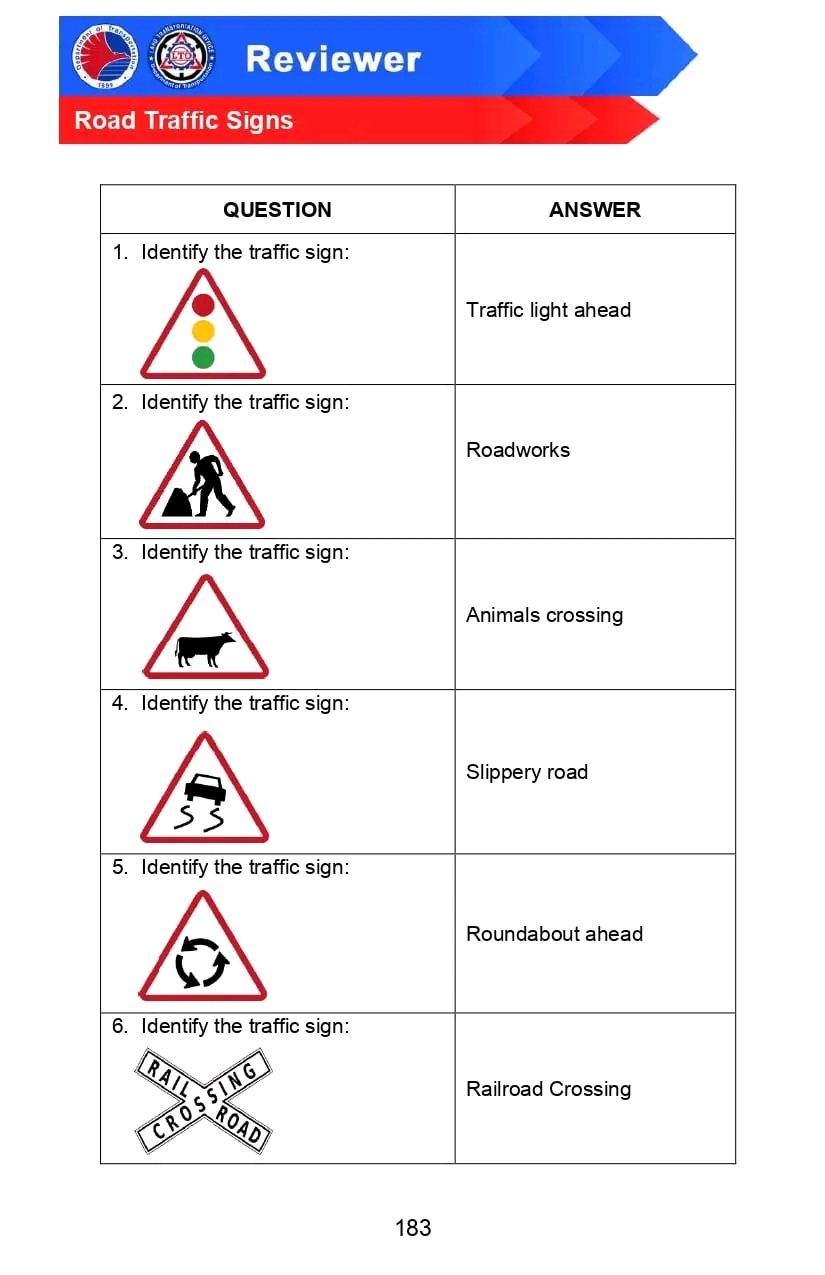 Department of Transportation
1899
LAND TRANSPORTATION OFFICE
LTO
Department of Transportation
Reviewer
Road Traffic Signs
QUESTION ANSWER
1. Identify the traffic sign:
Traffic light ahead
2. Identify the traffic sign:
Roadworks
3. Identify the traffic sign:
Animals crossing
4. Identify the traffic sign:
Slippery road
5. Identify the traffic sign:
Roundabout ahead
6. Identify the traffic sign:
RAIL ROAD
CROSSING
Railroad Crossing
183